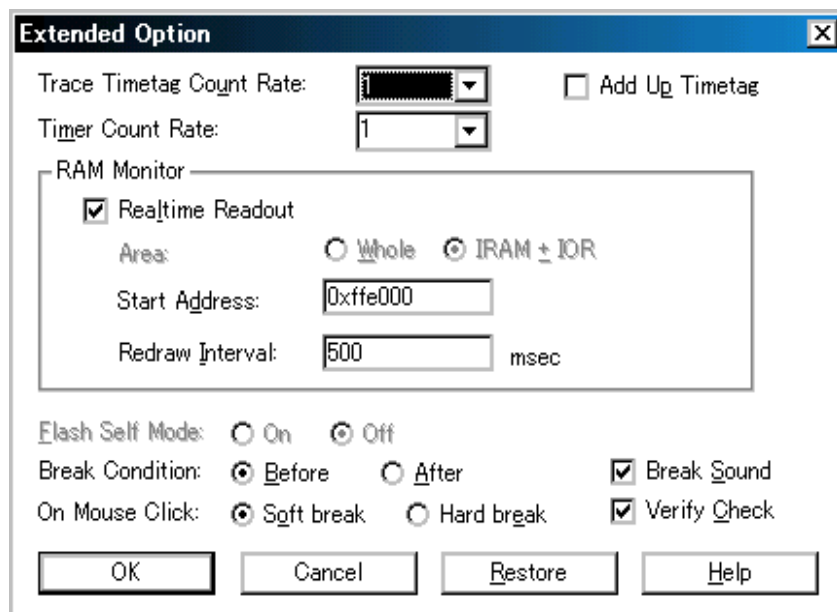 Extended Option
Trace Timetag Count Rate: 1 Add Up Timetag
Timer Count Rate: 1
RAM Monitor
Realtime Readout
Area: Whole IRAM + IOR
Start Address: 0xffe000
Redraw Interval: 500 msec
Flash Self Mode: On Off
Break Condition: Before After Break Sound
On Mouse Click: Soft break Hard break Verify Check
OK Cancel Restore Help